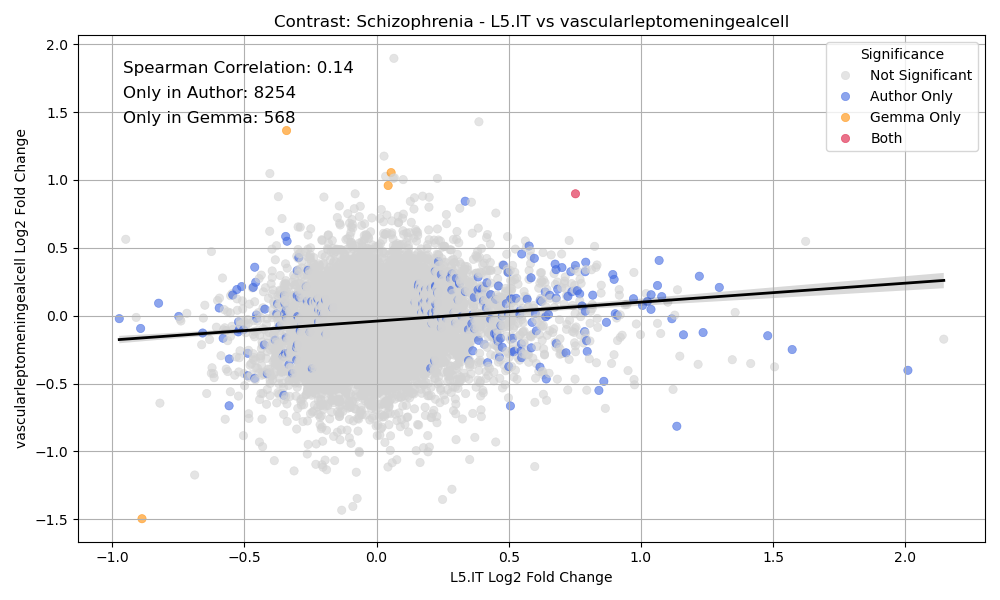 Contrast: Schizophrenia - L5.IT vs vascularleptomeningealcell
Spearman Correlation: 0.14
Only in Author: 8254
Only in Gemma: 568
Significance
Not Significant
Author Only
Gemma Only
Both
vascularleptomeningealcell Log2 Fold Change
2.0
1.5
1.0
0.5
0.0
−0.5
−1.0
−1.5
−1.0
−0.5
0.0
0.5
1.0
1.5
2.0
L5.IT Log2 Fold Change